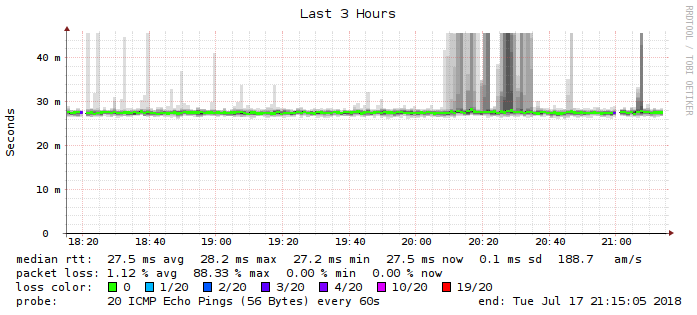 Last 3 Hours
RRDTOOL / TOBI OETIKER
Seconds
40 m
30 m
20 m
10 m
0
18:20 18:40 19:00 19:20 19:40 20:00 20:20 20:40 21:00
median rtt: 27.5 ms avg 28.2 ms max 27.2 ms min 27.5 ms now 0.1 ms sd 188.7 am/s
packet loss: 1.12 % avg 88.33 % max 0.00 % min 0.00 % now
loss color: 0 1/20 2/20 3/20 4/20 10/20 19/20
probe: 20 ICMP Echo Pings (56 Bytes) every 60s end: Tue Jul 17 21:15:05 2018